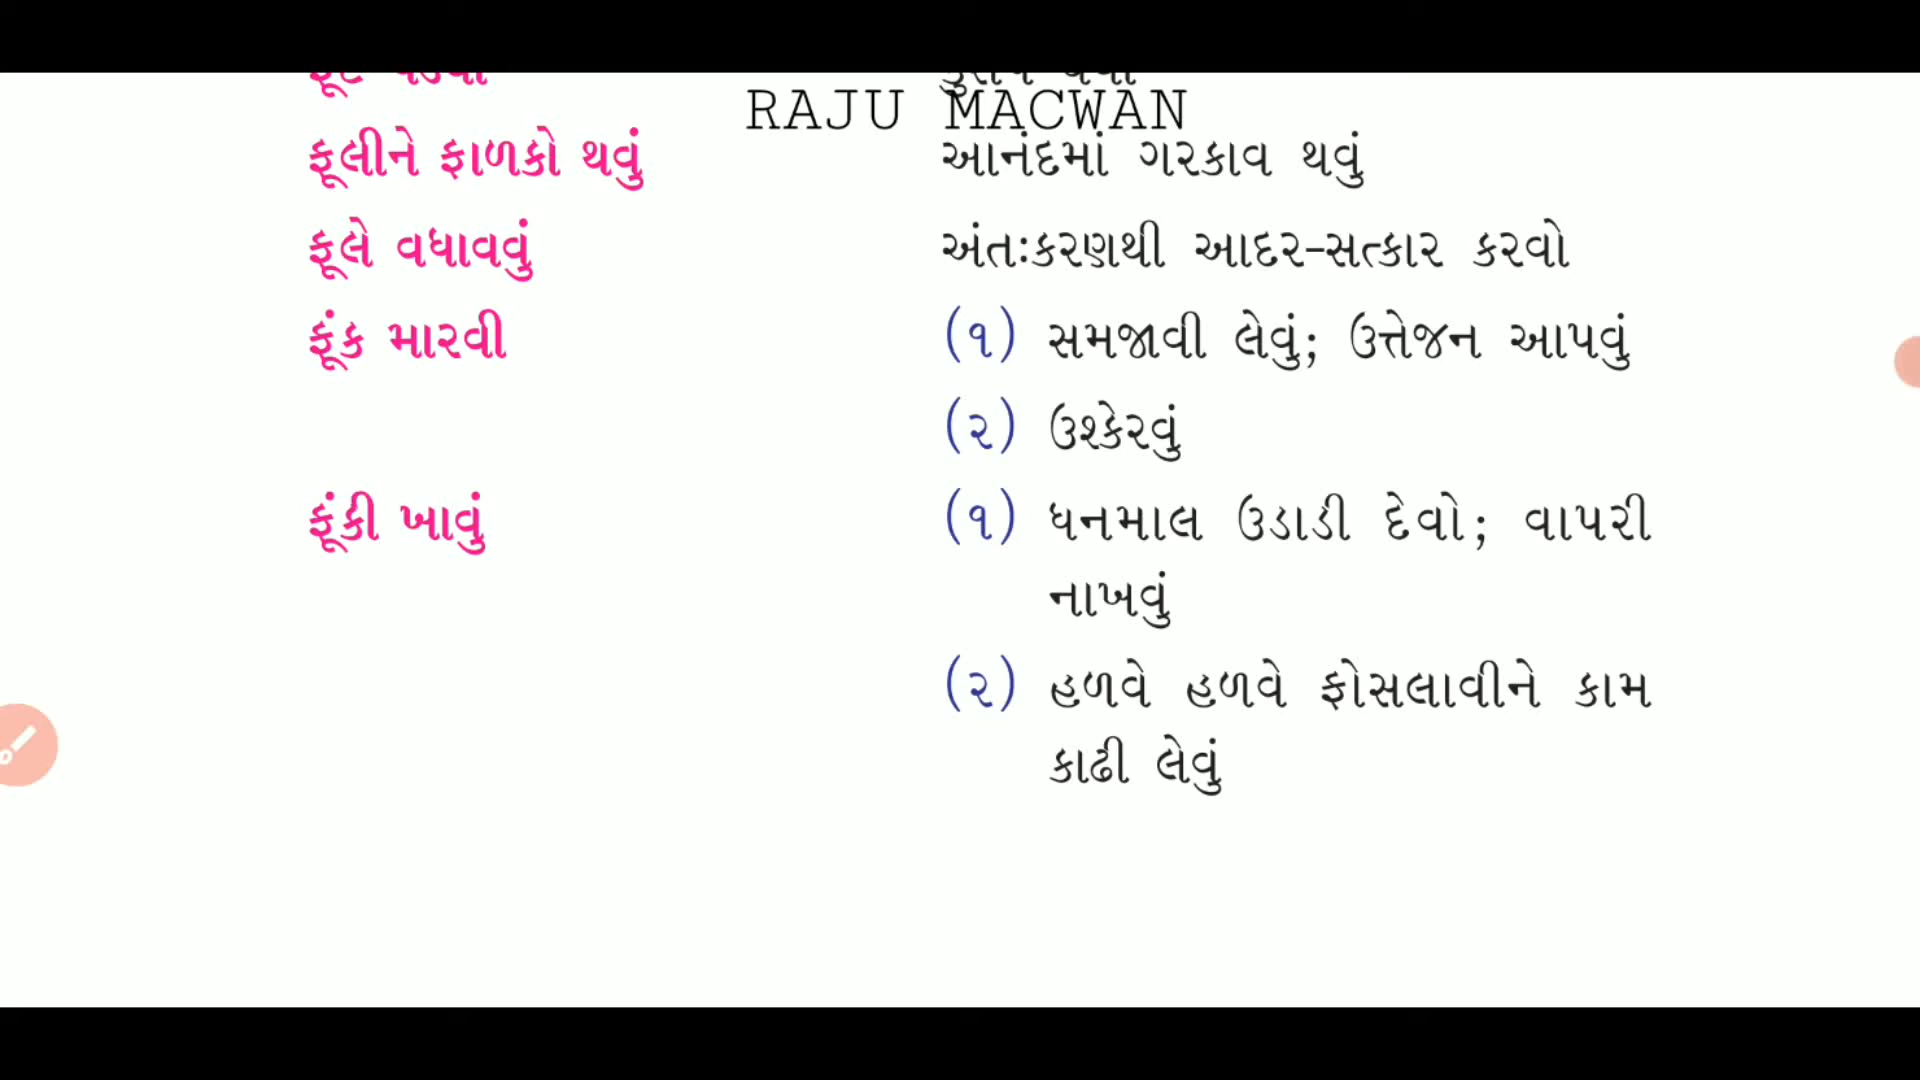 RAJU MACWAN
ફૂલીને ફાળકો થવું આનંદમાં ગરકાવ થવું
ફૂલે વધાવવું અંતઃકરણથી આદર-સત્કાર કરવો
ફૂંક મારવી (૧) સમજાવી લેવું; ઉત્તેજન આપવું
(૨) ઉશ્કેરવું
ફૂંકી ખાવું (૧) ધનમાલ ઉડાડી દેવો; વાપરી
નાખવું
(૨) હળવે હળવે ફોસલાવીને કામ
કાઢી લેવું